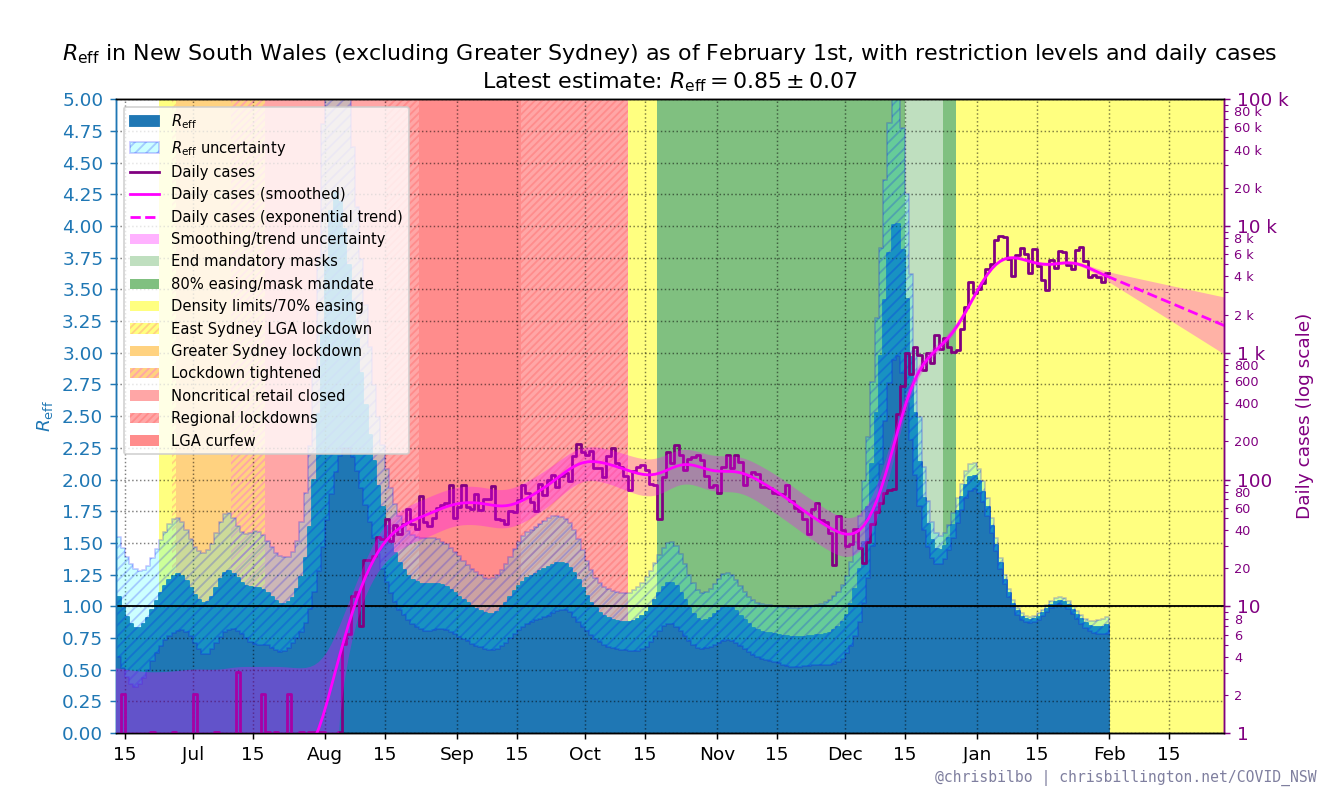 Reff in New South Wales (excluding Greater Sydney) as of February 1st, with restriction levels and daily cases
Latest estimate: Reff = 0.85 ± 0.07
Reff
Reff uncertainty
Daily cases
Daily cases (smoothed)
Daily cases (exponential trend)
Smoothing/trend uncertainty
End mandatory masks
80% easing/mask mandate
Density limits/70% easing
East Sydney LGA lockdown
Greater Sydney lockdown
Lockdown tightened
Noncritical retail closed
Regional lockdowns
LGA curfew
Reff
5.00
4.75
4.50
4.25
4.00
3.75
3.50
3.25
3.00
2.75
2.50
2.25
2.00
1.75
1.50
1.25
1.00
0.75
0.50
0.25
0.00
100 k
80 k
60 k
40 k
20 k
10 k
8 k
6 k
4 k
2 k
1 k
800
600
400
200
100
80
60
40
20
10
8
6
4
2
1
Daily cases (log scale)
15 Jul 15 Aug 15 Sep 15 Oct 15 Nov 15 Dec 15 Jan 15 Feb 15
@chrisbilbo | chrisbillington.net/COVID_NSW